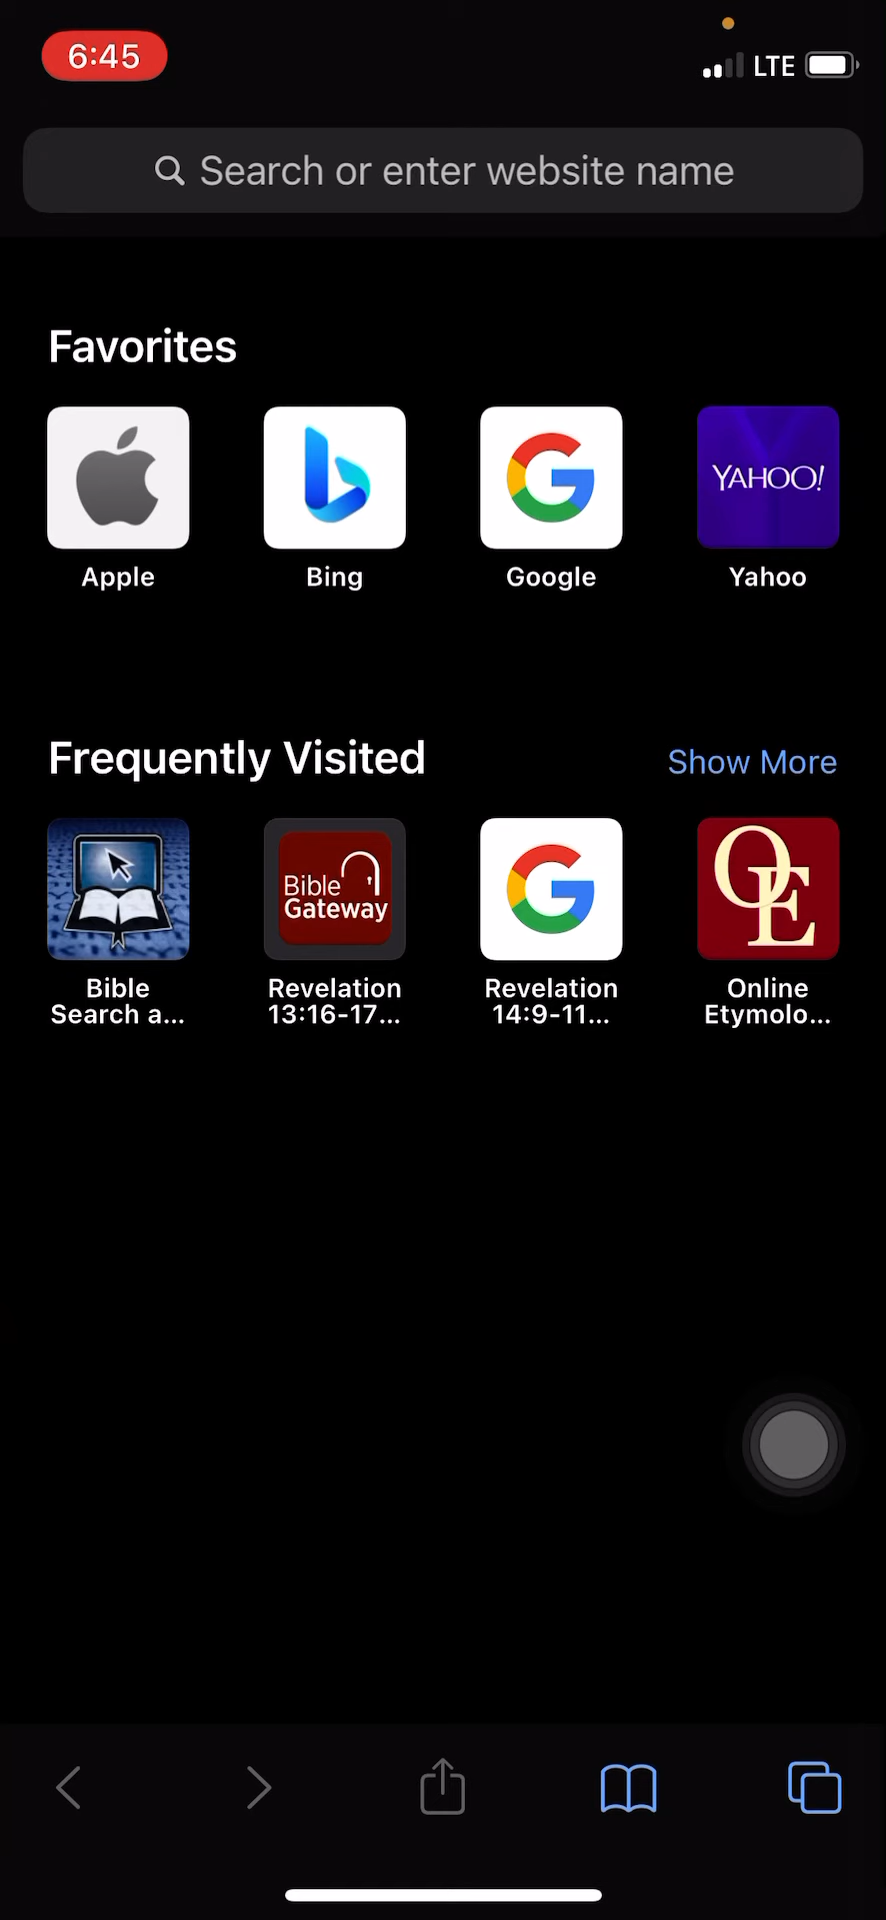 6:45
LTE
Search or enter website name
Favorites
YAHOO!
Apple Bing Google Yahoo
Frequently Visited Show More
Bible
Gateway
OE
Bible Revelation Revelation Online
Search a... 13:16-17... 14:9-11... Etymolo...